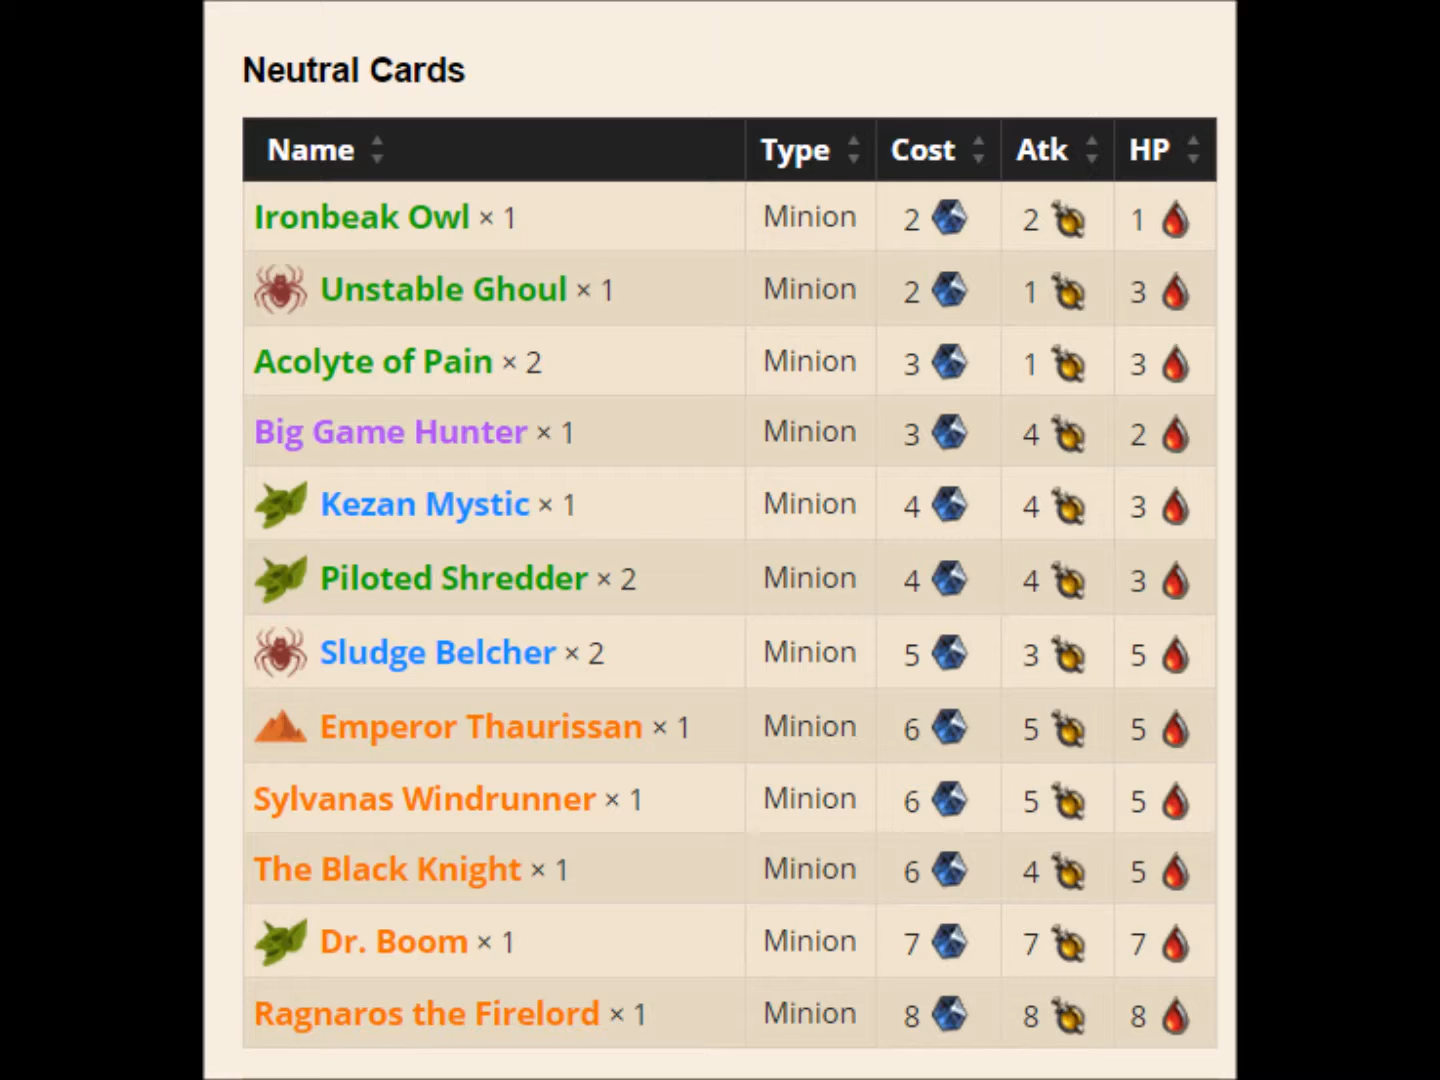 Neutral Cards
Name Type Cost Atk HP
Ironbeak Owl × 1 Minion 2 2 1
Unstable Ghoul × 1 Minion 2 1 3
Acolyte of Pain × 2 Minion 3 1 3
Big Game Hunter × 1 Minion 3 4 2
Kezan Mystic × 1 Minion 4 4 3
Piloted Shredder × 2 Minion 4 4 3
Sludge Belcher × 2 Minion 5 3 5
Emperor Thaurissan × 1 Minion 6 5 5
Sylvanas Windrunner × 1 Minion 6 5 5
The Black Knight × 1 Minion 6 4 5
Dr. Boom × 1 Minion 7 7 7
Ragnaros the Firelord × 1 Minion 8 8 8